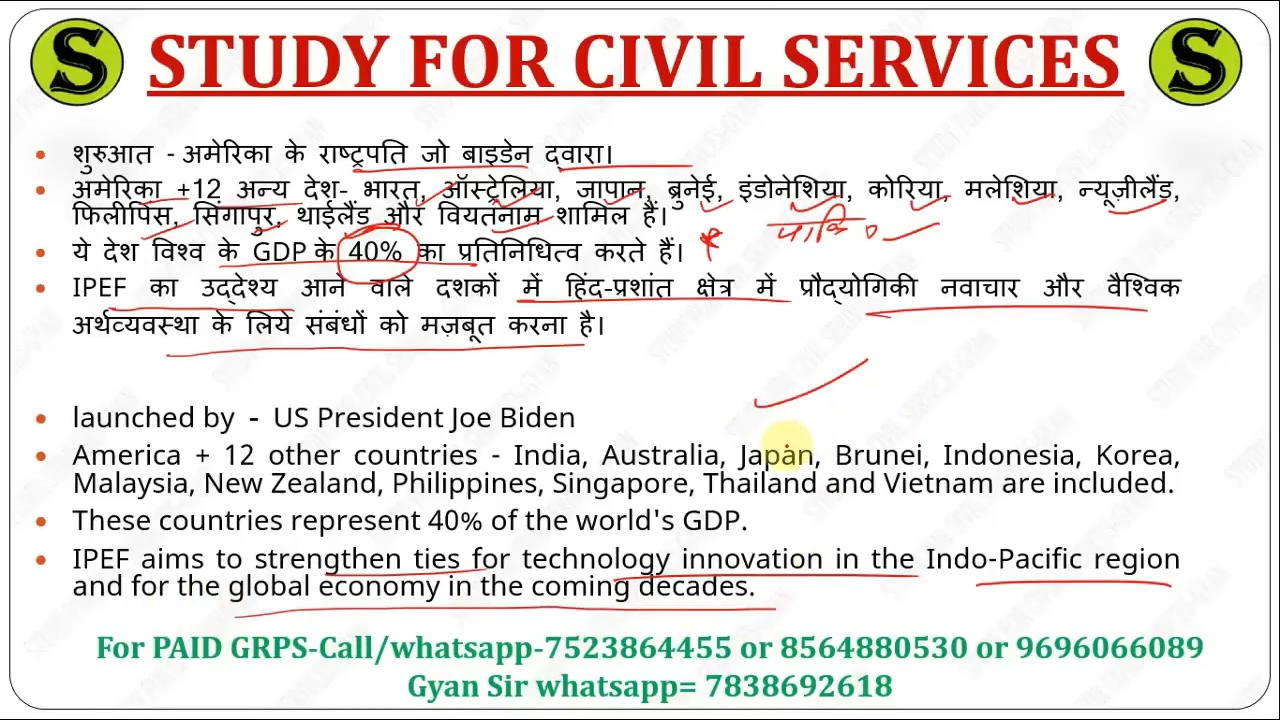 S STUDY FOR CIVIL SERVICES S
• शुरुआत - अमेरिका के राष्ट्रपति जो बाइडेन द्वारा।
• अमेरिका +12 अन्य देश- भारत, ऑस्ट्रेलिया, जापान, ब्रुनेई, इंडोनेशिया, कोरिया, मलेशिया, न्यूज़ीलैंड,
फिलीपिंस, सिंगापुर, थाईलैंड और वियतनाम शामिल हैं।
• ये देश विश्व के GDP के 40% का प्रतिनिधित्व करते हैं।
• IPEF का उद्देश्य आने वाले दशकों में हिंद-प्रशांत क्षेत्र में प्रौद्योगिकी नवाचार और वैश्विक
अर्थव्यवस्था के लिये संबंधों को मज़बूत करना है।
• launched by - US President Joe Biden
• America + 12 other countries - India, Australia, Japan, Brunei, Indonesia, Korea,
Malaysia, New Zealand, Philippines, Singapore, Thailand and Vietnam are included.
• These countries represent 40% of the world's GDP.
• IPEF aims to strengthen ties for technology innovation in the Indo-Pacific region
and for the global economy in the coming decades.
For PAID GRPS-Call/whatsapp-7523864455 or 8564880530 or 9696066089
Gyan Sir whatsapp= 7838692618